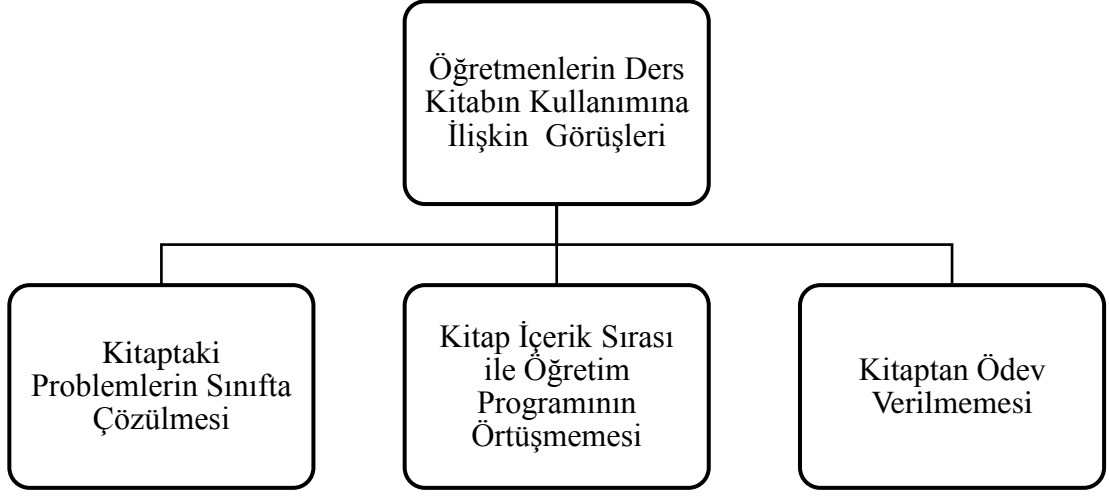 Öğretmenlerin Ders
Kitabın Kullanımına
İlişkin Görüşleri
Kitaptaki
Problemlerin Sınıfta
Çözülmesi
Kitap İçerik Sırası
ile Öğretim
Programının
Örtüşmemesi
Kitaptan Ödev
Verilmemesi